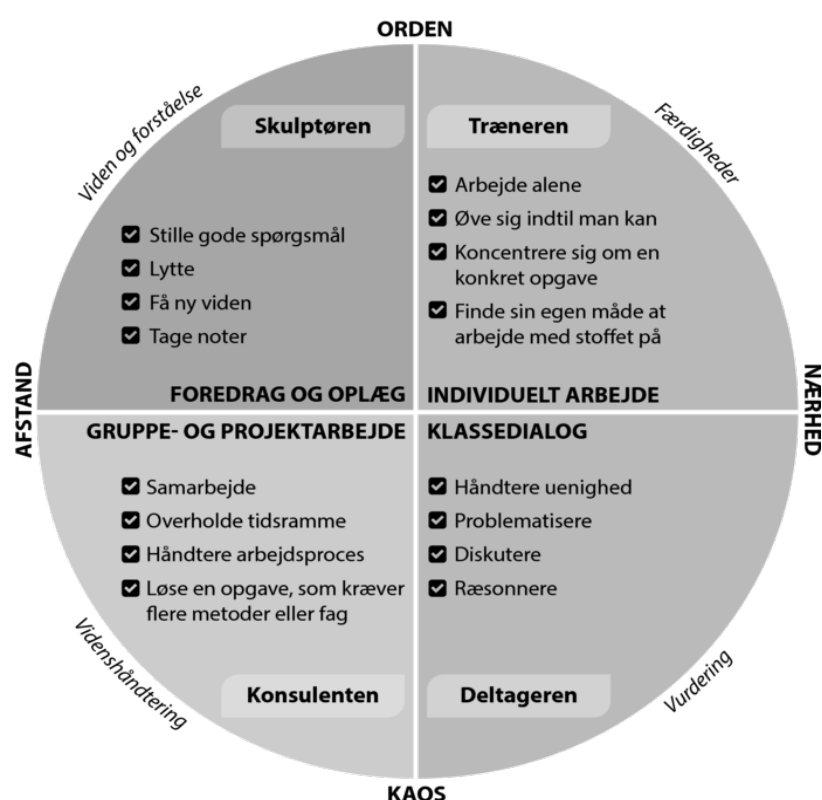 ORDEN
Viden og forståelse
Skulptøren
Stille gode spørgsmål
Lytte
Få ny viden
Tage noter
FOREDRAG OG OPLÆG
Færdigheder
Træneren
Arbejde alene
Øve sig indtil man kan
Koncentrere sig om en
konkret opgave
Finde sin egen måde at
arbejde med stoffet på
INDIVIDUELT ARBEJDE
AFSTAND
NÆRHED
GRUPPE- OG PROJEKTARBEJDE
Samarbejde
Overholde tidsramme
Håndtere arbejdsproces
Løse en opgave, som kræver
flere metoder eller fag
Konsulenten
Videnshåndtering
KLASSEDIALOG
Håndtere uenighed
Problematisere
Diskutere
Ræsonnere
Deltageren
Vurdering
KAOS